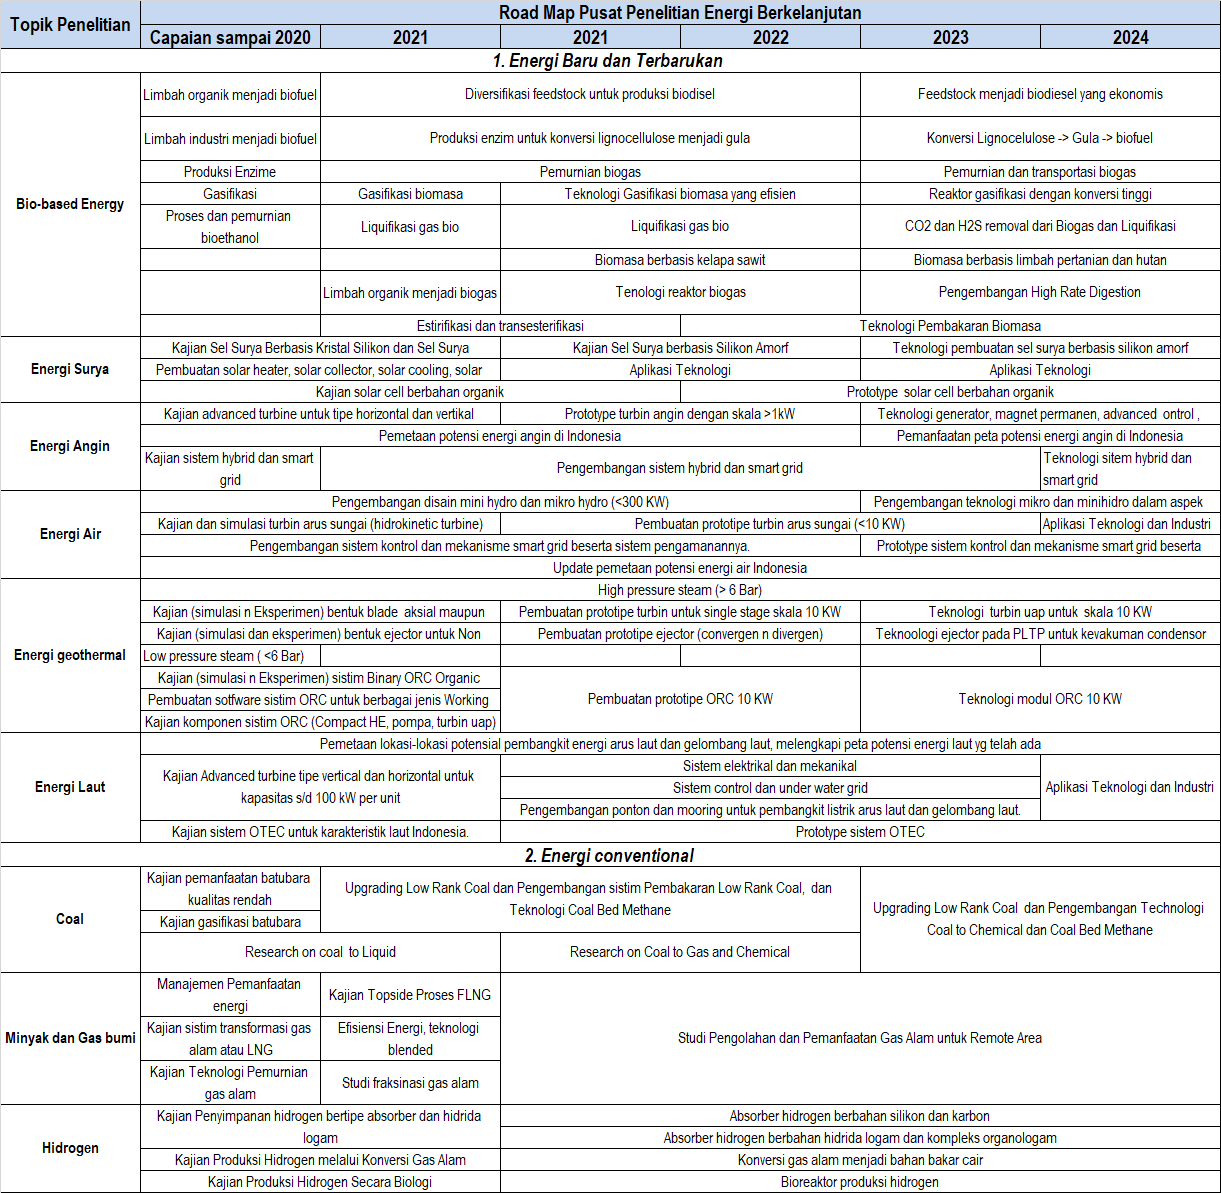 Topik Penelitian
Road Map Pusat Penelitian Energi Berkelanjutan
Capaian sampai 2020
2021
2021
2022
2023
2024
1. Energi Baru dan Terbarukan
Bio-based Energy
Limbah organik menjadi biofuel
Diversifikasi feedstock untuk produksi biodisel
Feedstock menjadi biodiesel yang ekonomis
Limbah industri menjadi biofuel
Produksi enzim untuk konversi lignocellulose menjadi gula
Konversi Lignocelulose -> Gula -> biofuel
Produksi Enzime
Pemurnian biogas
Pemurnian dan transportasi biogas
Gasifikasi
Gasifikasi biomasa
Teknologi Gasifikasi biomasa yang efisien
Reaktor gasifikasi dengan konversi tinggi
Proses dan pemurnian
bioethanol
Liquifikasi gas bio
Liquifikasi gas bio
CO2 dan H2S removal dari Biogas dan Liquifikasi
Biomasa berbasis kelapa sawit
Biomasa berbasis limbah pertanian dan hutan
Limbah organik menjadi biogas
Tenologi reaktor biogas
Pengembangan High Rate Digestion
Estirifikasi dan transesterifikasi
Teknologi Pembakaran Biomasa
Energi Surya
Kajian Sel Surya Berbasis Kristal Silikon dan Sel Surya
Kajian Sel Surya berbasis Silikon Amorf
Teknologi pembuatan sel surya berbasis silikon amorf
Pembuatan solar heater, solar collector, solar cooling, solar
Aplikasi Teknologi
Aplikasi Teknologi
Kajian solar cell berbahan organik
Prototype  solar cell berbahan organik
Energi Angin
Kajian advanced turbine untuk tipe horizontal dan vertikal
Prototype turbin angin dengan skala >1kW
Teknologi generator, magnet permanen, advanced  ontrol ,
Pemetaan potensi energi angin di Indonesia
Pemanfaatan peta potensi energi angin di Indonesia
Kajian sistem hybrid dan smart
grid
Pengembangan sistem hybrid dan smart grid
Teknologi sitem hybrid dan
smart grid
Energi Air
Pengembangan disain mini hydro dan mikro hydro (<300 KW)
Pengembangan teknologi mikro dan minihidro dalam aspek
Kajian dan simulasi turbin arus sungai (hidrokinetic turbine)
Pembuatan prototipe turbin arus sungai (<10 KW)
Aplikasi Teknologi dan Industri
Pengembangan sistem kontrol dan mekanisme smart grid beserta sistem pengamanannya.
Prototype sistem kontrol dan mekanisme smart grid beserta
Update pemetaan potensi energi air Indonesia
Energi geothermal
High pressure steam (> 6 Bar)
Kajian (simulasi n Eksperimen) bentuk blade  aksial maupun
Pembuatan prototipe turbin untuk single stage skala 10 KW
Teknologi  turbin uap untuk  skala 10 KW
Kajian (simulasi dan eksperimen) bentuk ejector untuk Non
Pembuatan prototipe ejector (convergen n divergen)
Teknoologi ejector pada PLTP untuk kevakuman condensor
Low pressure steam ( <6 Bar)
Kajian (simulasi n Eksperimen) sistim Binary ORC Organic
Pembuatan sotfware sistim ORC untuk berbagai jenis Working
Kajian komponen sistim ORC (Compact HE, pompa, turbin uap)
Pembuatan prototipe ORC 10 KW
Teknologi modul ORC 10 KW
Energi Laut
Pemetaan lokasi-lokasi potensial pembangkit energi arus laut dan gelombang laut, melengkapi peta potensi energi laut yg telah ada
Kajian Advanced turbine tipe vertical dan horizontal untuk
kapasitas s/d 100 kW per unit
Sistem elektrikal dan mekanikal
Sistem control dan under water grid
Pengembangan ponton dan mooring untuk pembangkit listrik arus laut dan gelombang laut.
Aplikasi Teknologi dan Industri
Kajian sistem OTEC untuk karakteristik laut Indonesia.
Prototype sistem OTEC
2. Energi conventional
Coal
Kajian pemanfaatan batubara
kualitas rendah
Kajian gasifikasi batubara
Upgrading Low Rank Coal dan Pengembangan sistim Pembakaran Low Rank Coal,  dan
Teknologi Coal Bed Methane
Upgrading Low Rank Coal  dan Pengembangan Technologi
Coal to Chemical dan Coal Bed Methane
Research on coal  to Liquid
Research on Coal to Gas and Chemical
Minyak dan Gas bumi
Manajemen Pemanfaatan
energi
Kajian Topside Proses FLNG
Kajian sistim transformasi gas
alam atau LNG
Efisiensi Energi, teknologi
blended
Kajian Teknologi Pemurnian
gas alam
Studi fraksinasi gas alam
Studi Pengolahan dan Pemanfaatan Gas Alam untuk Remote Area
Hidrogen
Kajian Penyimpanan hidrogen bertipe absorber dan hidrida
logam
Absorber hidrogen berbahan silikon dan karbon
Absorber hidrogen berbahan hidrida logam dan kompleks organologam
Kajian Produksi Hidrogen melalui Konversi Gas Alam
Konversi gas alam menjadi bahan bakar cair
Kajian Produksi Hidrogen Secara Biologi
Bioreaktor produksi hidrogen